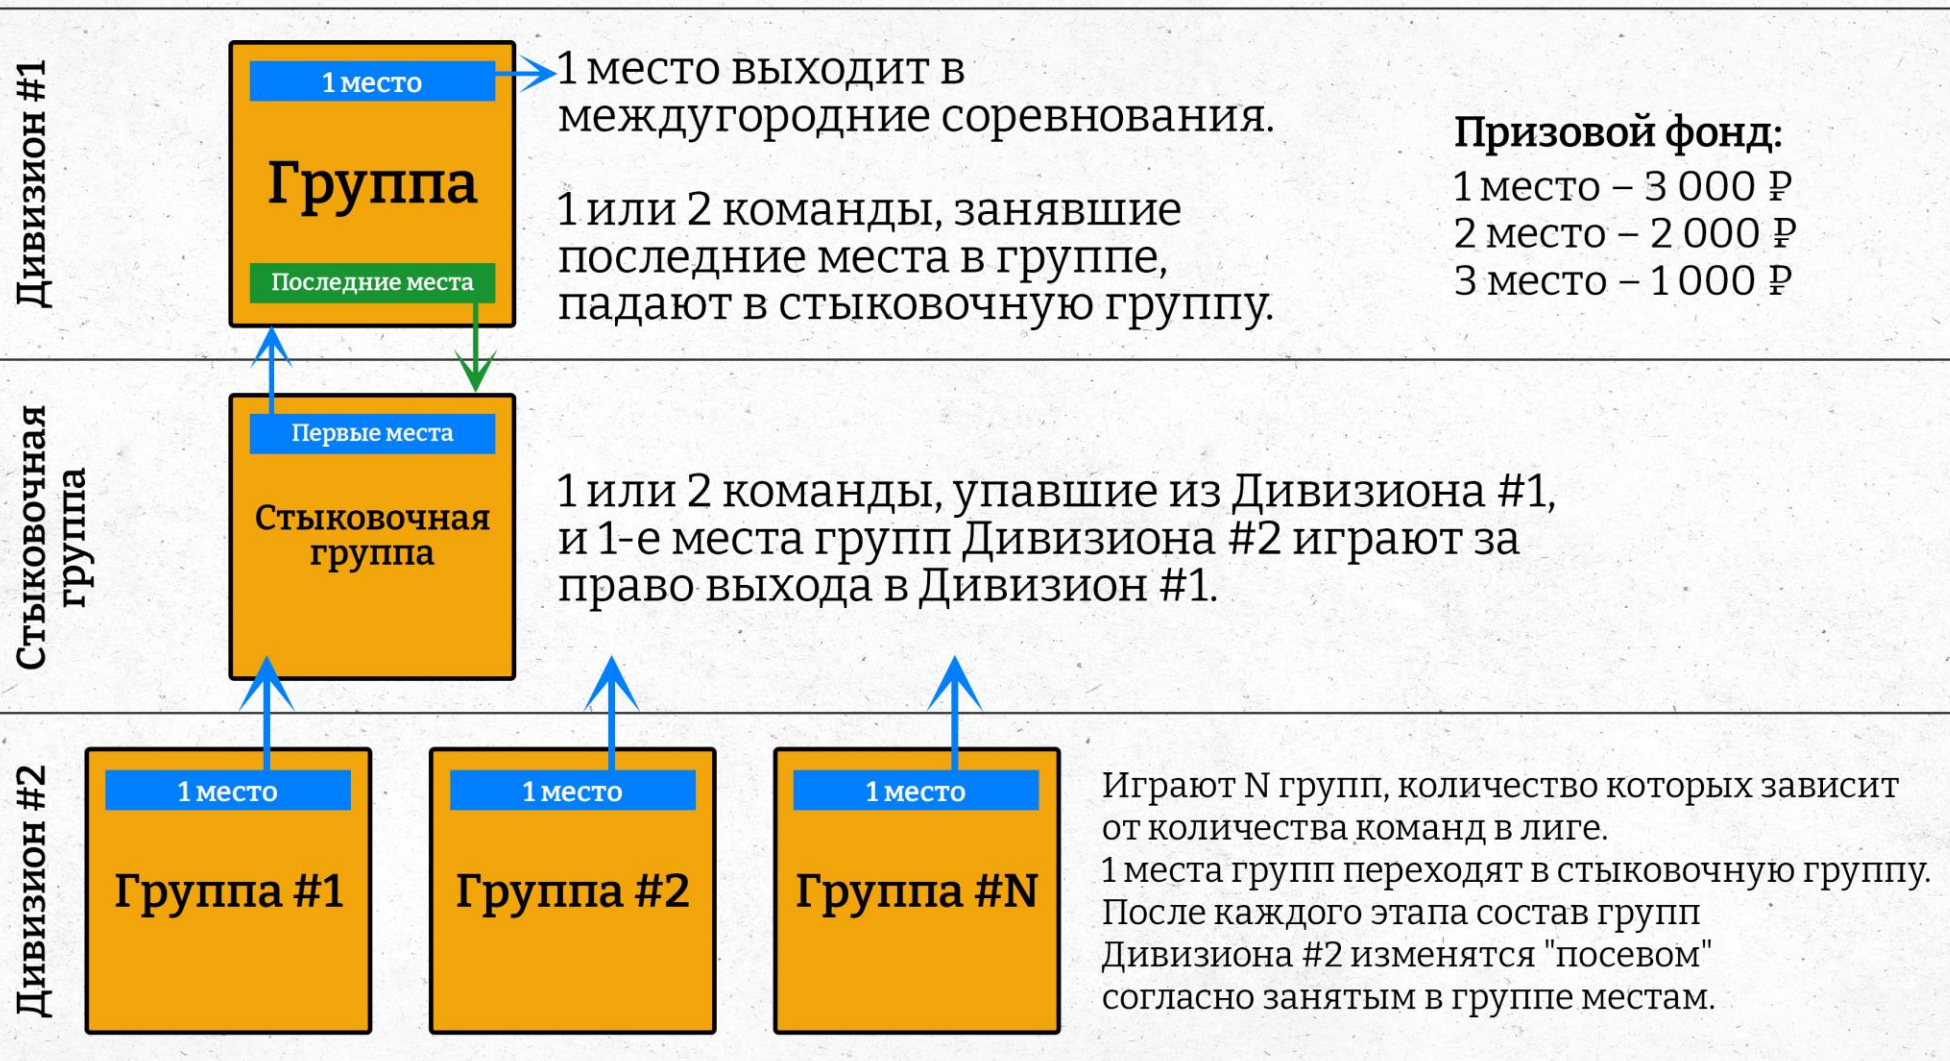 Дивизион #1
1 место
Группа
Последние места
1 место выходит в
междугородние соревнования.
1 или 2 команды, занявшие
последние места в группе,
падают в стыковочную группу.
Призовой фонд:
1 место – 3 000 ₽
2 место – 2 000 ₽
3 место – 1 000 ₽
Стыковочная
группа
Первые места
Стыковочная
группа
1 или 2 команды, упавшие из Дивизиона #1,
и 1-е места групп Дивизиона #2 играют за
право выхода в Дивизион #1.
Дивизион #2
1 место
Группа #1
1 место
Группа #2
1 место
Группа #N
Играют N групп, количество которых зависит
от количества команд в лиге.
1 места групп переходят в стыковочную группу.
После каждого этапа состав групп
Дивизиона #2 изменятся "посевом"
согласно занятым в группе местам.